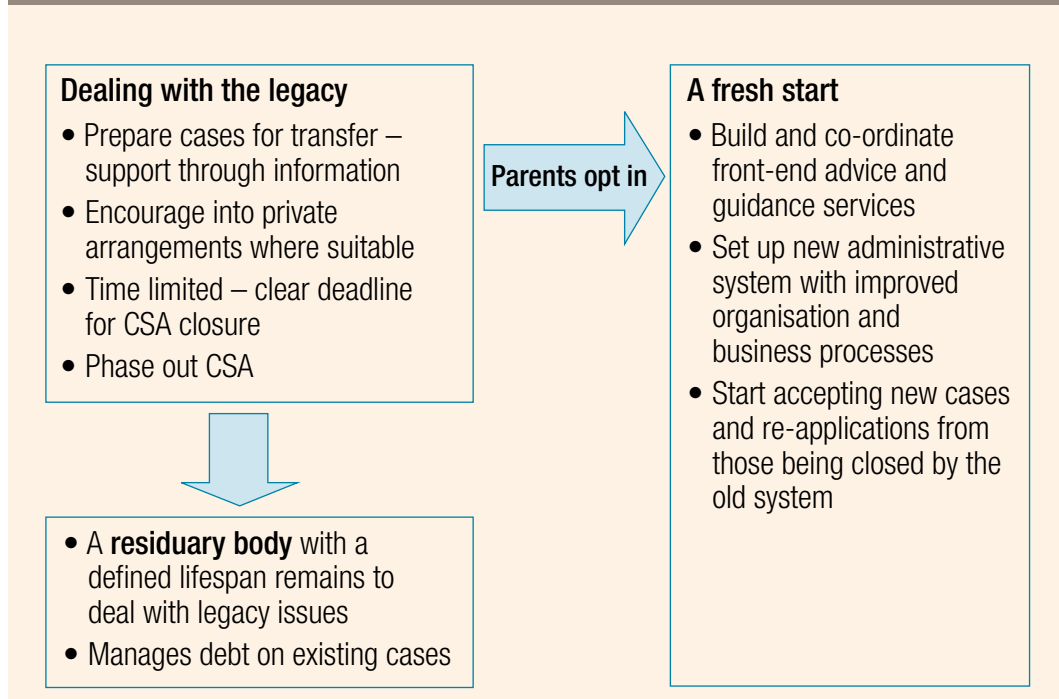 Dealing with the legacy
• Prepare cases for transfer –
support through information
• Encourage into private
arrangements where suitable
• Time limited – clear deadline
for CSA closure
• Phase out CSA
Parents opt in
A fresh start
• Build and co-ordinate
front-end advice and
guidance services
• Set up new administrative
system with improved
organisation and
business processes
• Start accepting new cases
and re-applications from
those being closed by the
old system
• A residuary body with a
defined lifespan remains to
deal with legacy issues
• Manages debt on existing cases